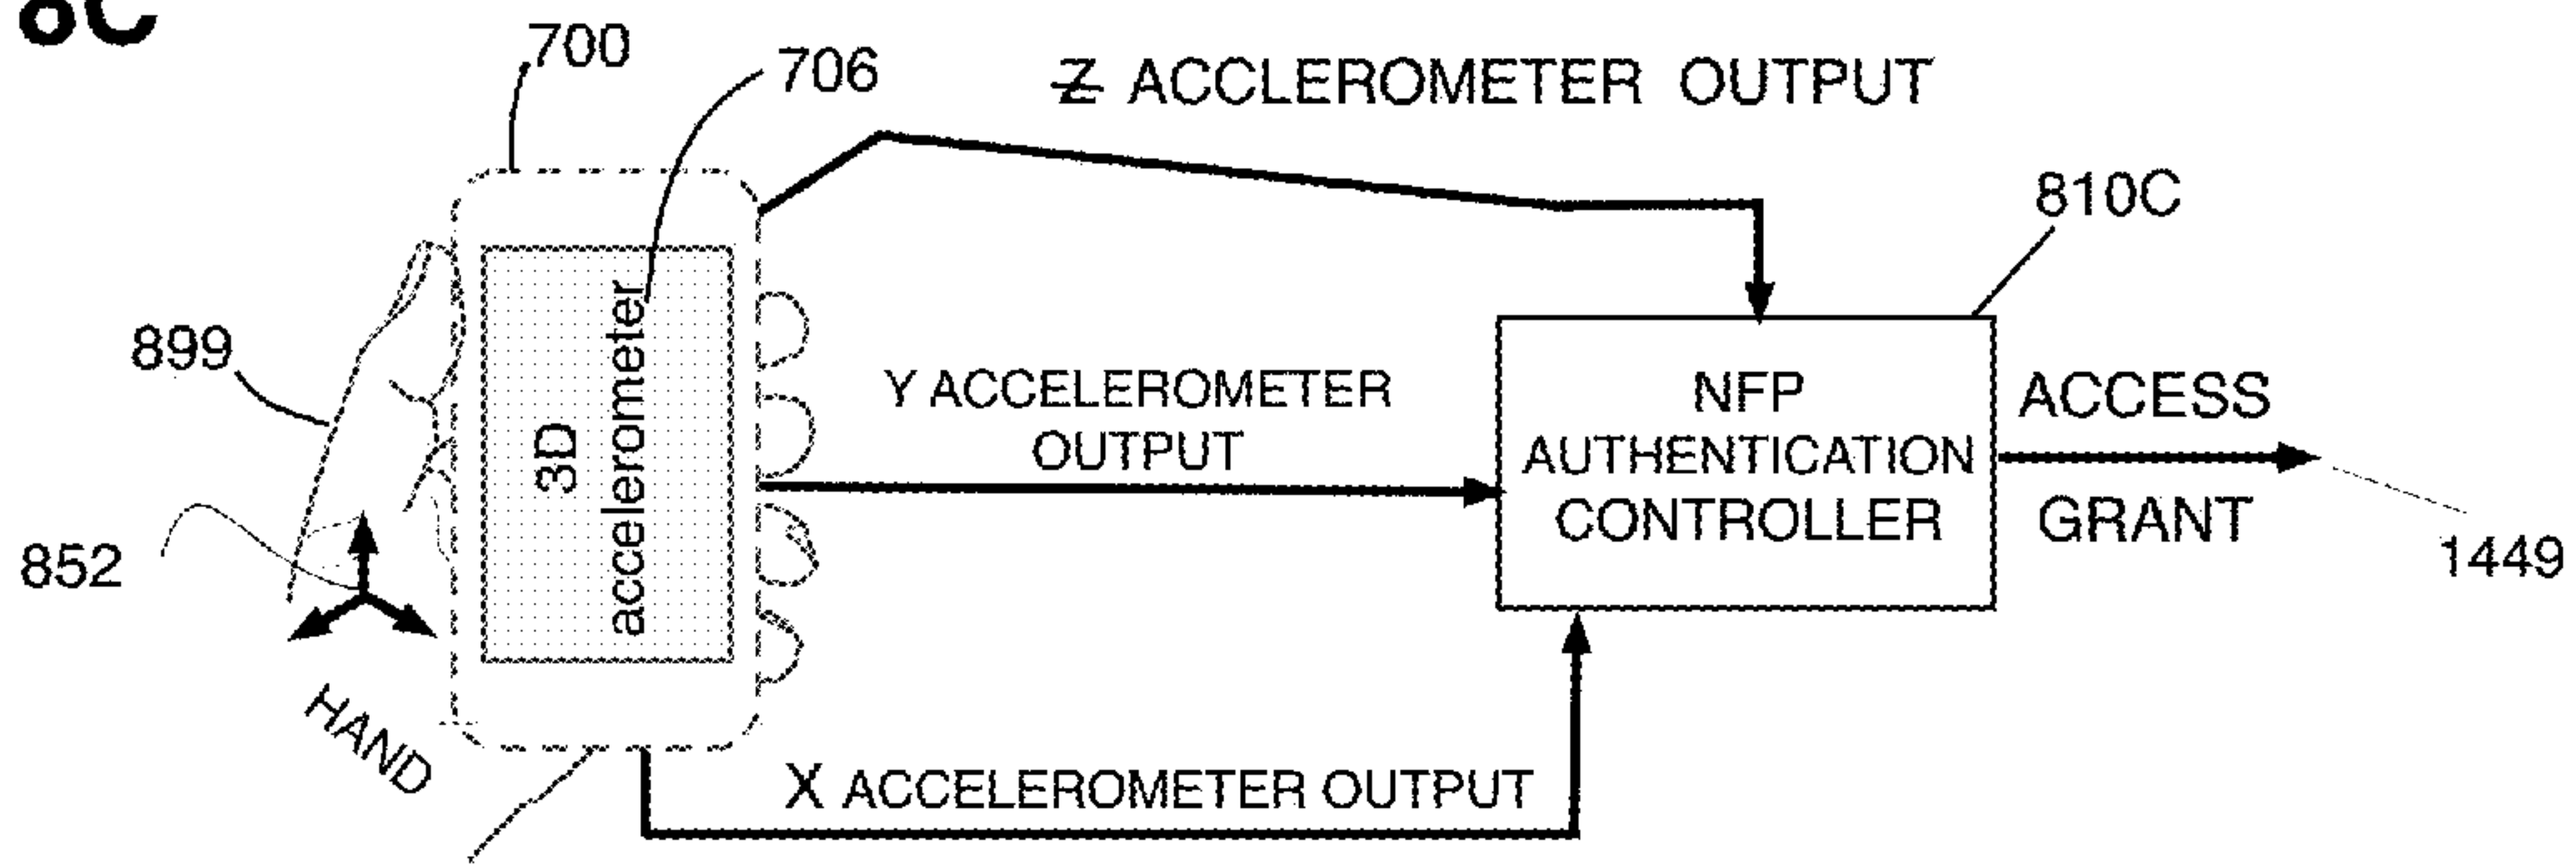 8C
700
706
Z ACCLEROMETER OUTPUT
810C
899
3D
accelerometer
Y ACCELEROMETER
OUTPUT
NFP
AUTHENTICATION
CONTROLLER
ACCESS
GRANT
852
1449
HAND
X ACCELEROMETER OUTPUT